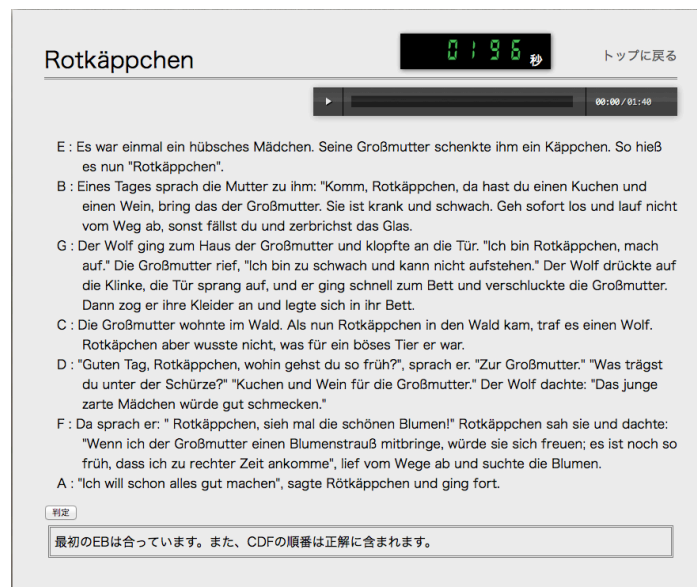 Rotkäppchen
0196 秒
トップに戻る
00:00/01:40
E : Es war einmal ein hübsches Mädchen. Seine Großmutter schenkte ihm ein Käppchen. So hieß
es nun "Rotkäppchen".
B : Eines Tages sprach die Mutter zu ihm: "Komm, Rotkäppchen, da hast du einen Kuchen und
einen Wein, bring das der Großmutter. Sie ist krank und schwach. Geh sofort los und lauf nicht
vom Weg ab, sonst fällst du und zerbrichst das Glas.
G : Der Wolf ging zum Haus der Großmutter und klopfte an die Tür. "Ich bin Rotkäppchen, mach
auf." Die Großmutter rief, "Ich bin zu schwach und kann nicht aufstehen." Der Wolf drückte auf
die Klinke, die Tür sprang auf, und er ging schnell zum Bett und verschluckte die Großmutter.
Dann zog er ihre Kleider an und legte sich in ihr Bett.
C : Die Großmutter wohnte im Wald. Als nun Rotkäppchen in den Wald kam, traf es einen Wolf.
Rotkäpchen aber wusste nicht, was für ein böses Tier er war.
D : "Guten Tag, Rotkäppchen, wohin gehst du so früh?", sprach er. "Zur Großmutter." "Was trägst
du unter der Schürze?" "Kuchen und Wein für die Großmutter." Der Wolf dachte: "Das junge
zarte Mädchen würde gut schmecken."
F : Da sprach er: " Rotkäppchen, sieh mal die schönen Blumen!" Rotkäppchen sah sie und dachte:
"Wenn ich der Großmutter einen Blumenstrauß mitbringe, würde sie sich freuen; es ist noch so
früh, dass ich zu rechter Zeit ankomme", lief vom Wege ab und suchte die Blumen.
A : "Ich will schon alles gut machen", sagte Rötkäppchen und ging fort.
判定
最初のEBは合っています。また、CDFの順番は正解に含まれます。